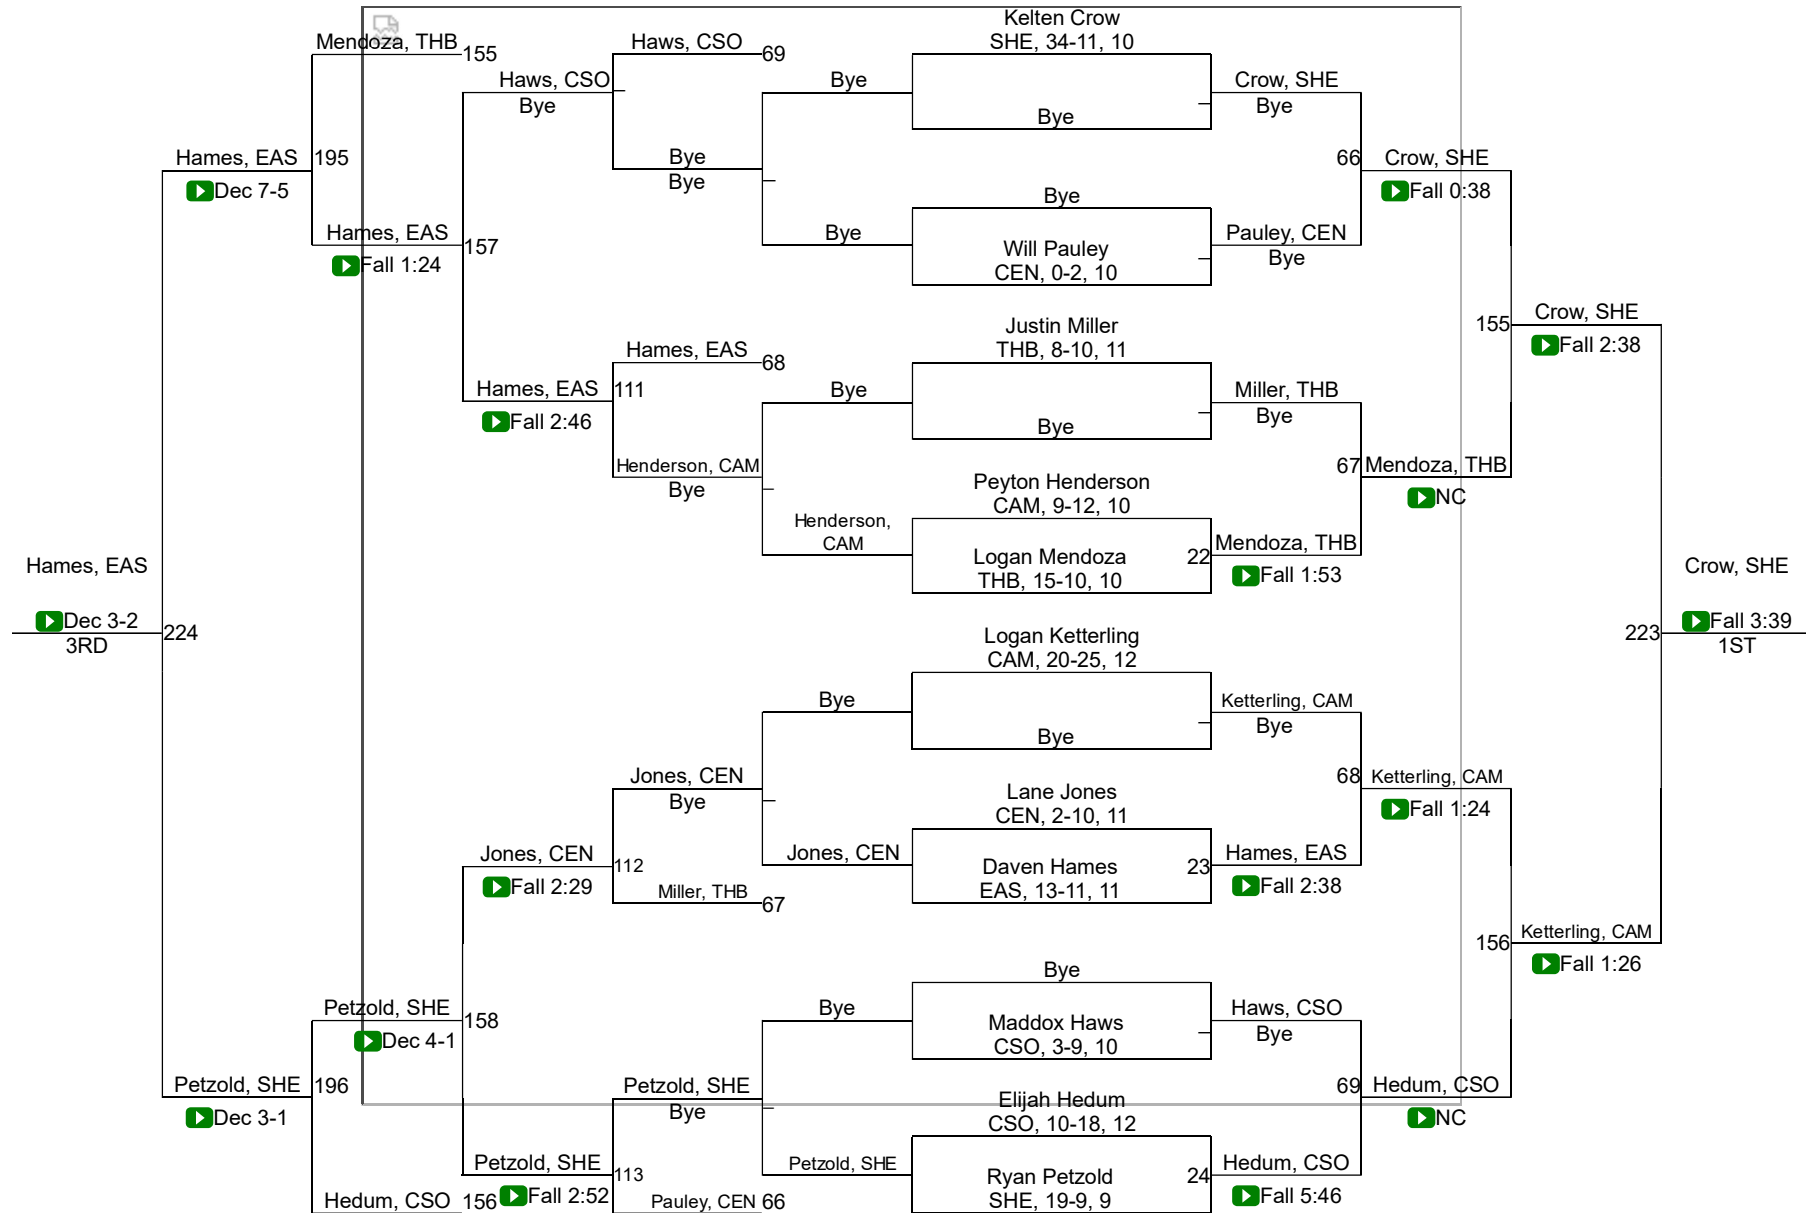 Kelten Crow
Mendoza, THB
155
Haws, CSO
69
SHE, 34-11, 10
Haws, CSO
Bye
Bye
Crow, SHE
Bye
Bye
Bye
Hames, EAS
195
Bye
Bye
66
Crow, SHE
Dec 7-5
Fall 0:38
Bye
Hames, EAS
157
Bye
Will Pauley
CEN, 0-2, 10
Pauley, CEN
Bye
Fall 1:24
Justin Miller
THB, 8-10, 11
155
Crow, SHE
Fall 2:38
Hames, EAS
68
Hames, EAS
111
Bye
Miller, THB
Bye
Fall 2:46
Bye
Henderson, CAM
Bye
67
Mendoza, THB
NC
Peyton Henderson
CAM, 9-12, 10
Henderson,
CAM
Logan Mendoza
THB, 15-10, 10
22
Mendoza, THB
Fall 1:53
Hames, EAS
Crow, SHE
Dec 3-2
3RD
224
223
Fall 3:39
1ST
Logan Ketterling
CAM, 20-25, 12
Bye
Ketterling, CAM
Bye
Bye
Jones, CEN
Bye
68
Ketterling, CAM
Fall 1:24
Lane Jones
CEN, 2-10, 11
Jones, CEN
112
Jones, CEN
Daven Hames
EAS, 13-11, 11
23
Hames, EAS
Fall 2:38
Fall 2:29
Miller, THB
67
156
Ketterling, CAM
Fall 1:26
Bye
Petzold, SHE
158
Dec 4-1
Bye
Maddox Haws
CSO, 3-9, 10
Haws, CSO
Bye
Petzold, SHE
196
Dec 3-1
Petzold, SHE
Bye
69
Hedum, CSO
NC
Elijah Hedum
CSO, 10-18, 12
Petzold, SHE
113
Petzold, SHE
Ryan Petzold
SHE, 19-9, 9
24
Hedum, CSO
Fall 5:46
Hedum, CSO
156
Fall 2:52
Pauley, CEN
66